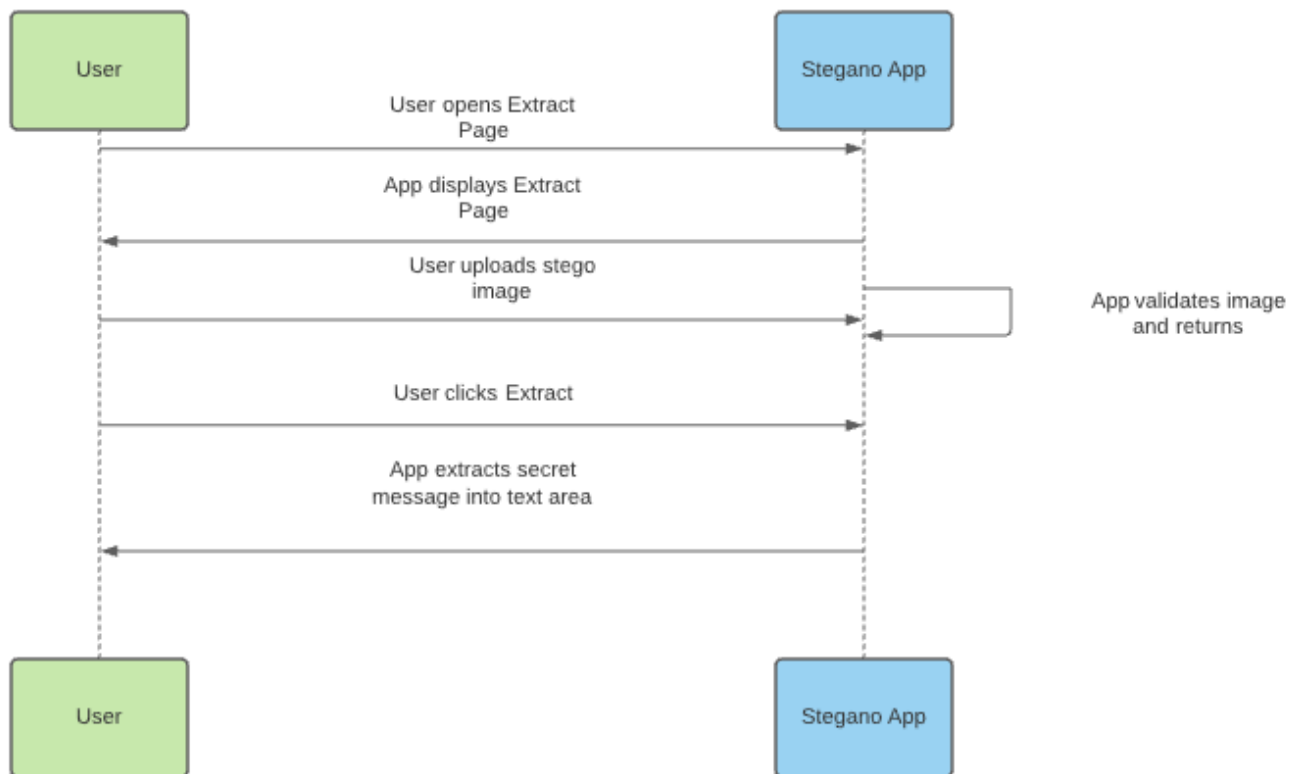 User
Stegano App
User opens Extract
Page
App displays Extract
Page
User uploads stego
image
App validates image
and returns
User clicks Extract
App extracts secret
message into text area
User
Stegano App